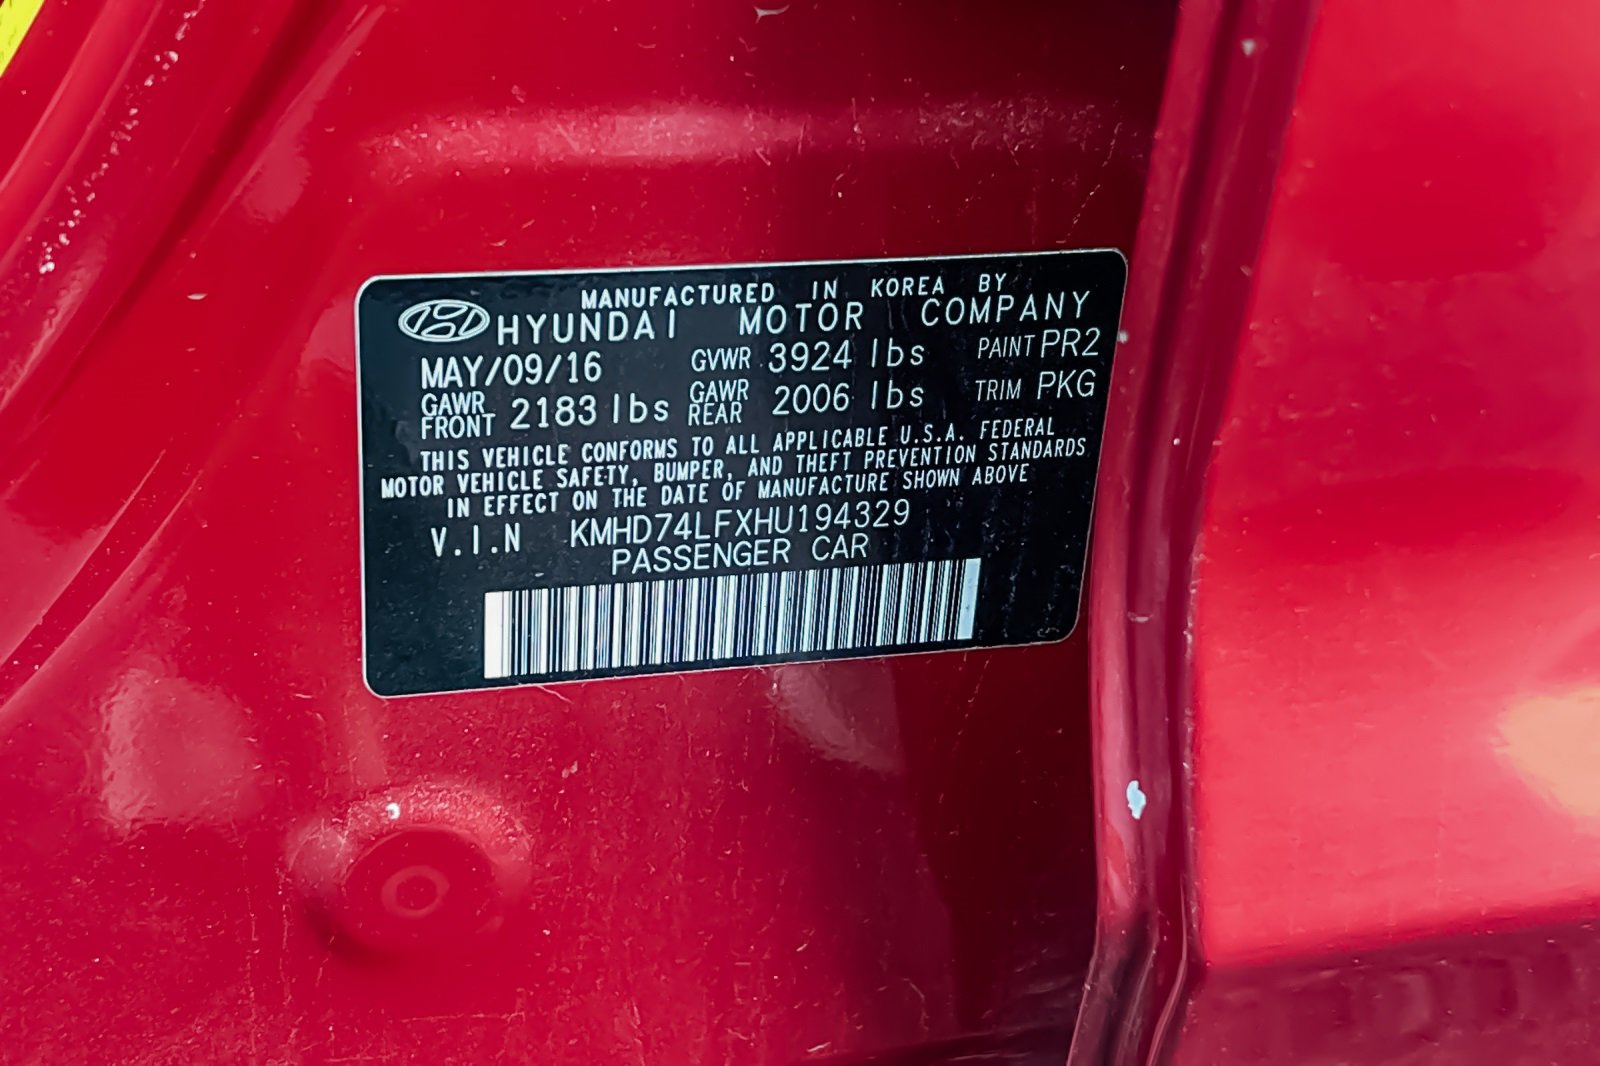 MANUFACTURED IN KOREA BY
HYUNDAI MOTOR COMPANY
MAY/09/16 GVWR 3924 lbs PAINT PR2
GAWR FRONT 2183 lbs GAWR REAR 2006 lbs TRIM PKG
THIS VEHICLE CONFORMS TO ALL APPLICABLE U.S.A. FEDERAL
MOTOR VEHICLE SAFETY, BUMPER, AND THEFT PREVENTION STANDARDS
IN EFFECT ON THE DATE OF MANUFACTURE SHOWN ABOVE
V.I.N KMHD74LFXHU194329
PASSENGER CAR